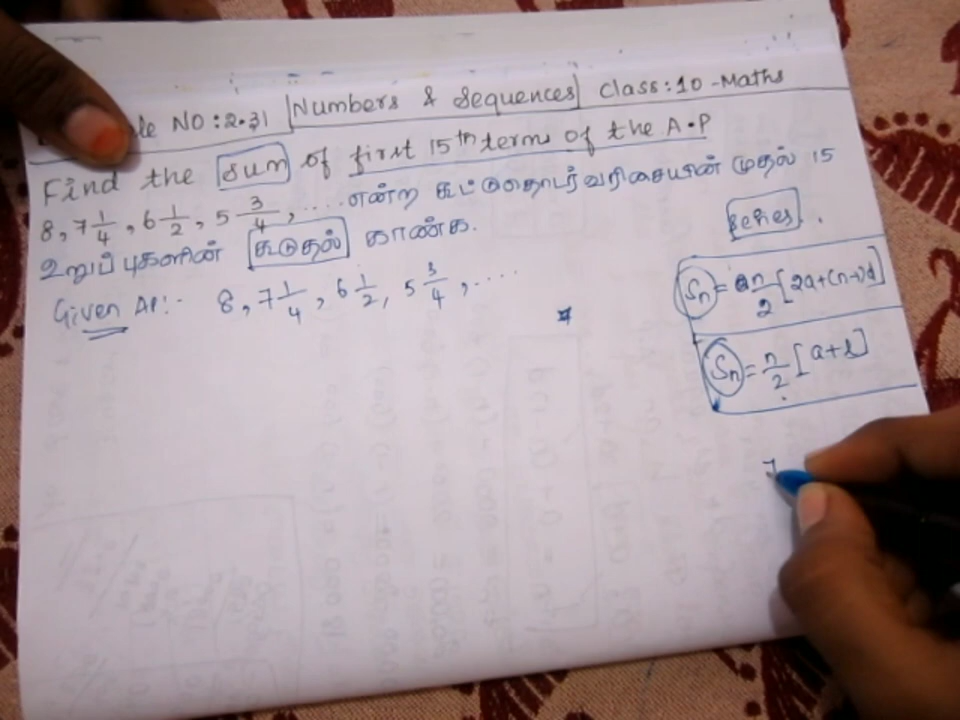 le NO : 2.31 Numbers & Sequences Class : 10 - Maths
Find the sum of first 15th terms of the A.P
8, 7 1/4, 6 1/2, 5 3/4, .... என்ற கூட்டுதொடர் வரிசையின் முதல் 15
உறுப்புகளின் கூடுதல் காண்க.
series.
Given AP:- 8, 7 1/4, 6 1/2, 5 3/4, ...
Sn = n/2 [2a+(n-1)d]
Sn = n/2 [a+l]
7